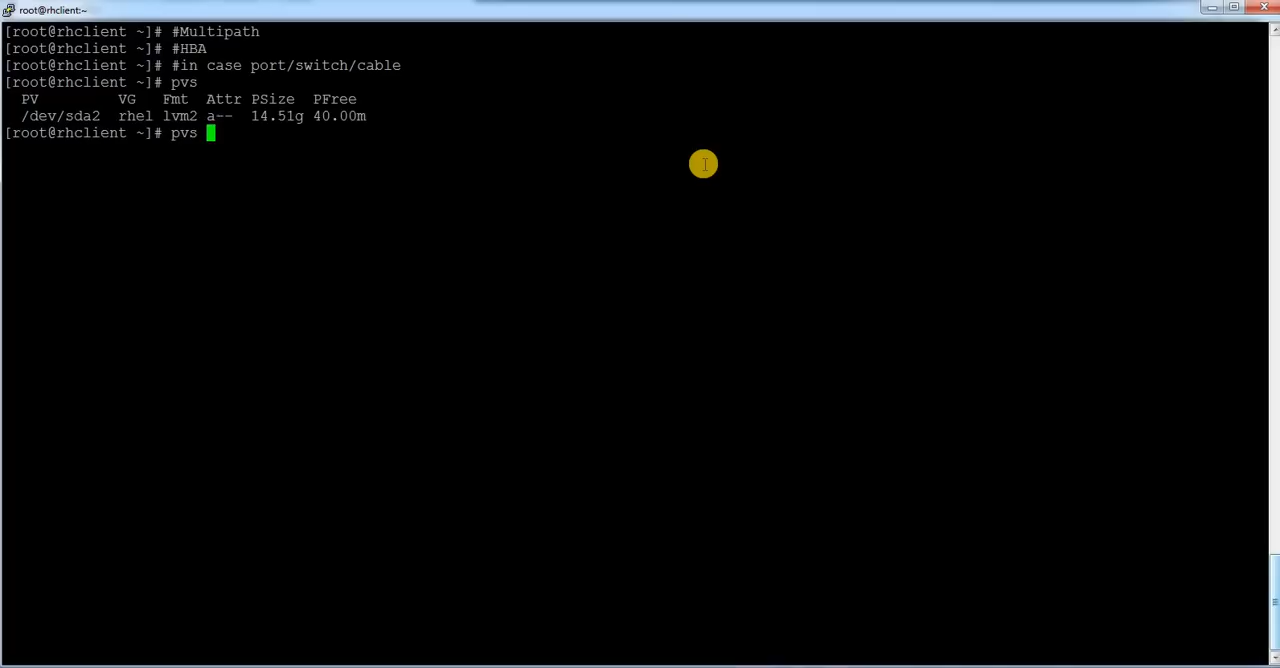 root@rhclient:~
[root@rhclient ~]# #Multipath
[root@rhclient ~]# #HBA
[root@rhclient ~]# #in case port/switch/cable
[root@rhclient ~]# pvs
  PV         VG   Fmt  Attr PSize  PFree
  /dev/sda2  rhel lvm2 a--  14.51g 40.00m
[root@rhclient ~]# pvs